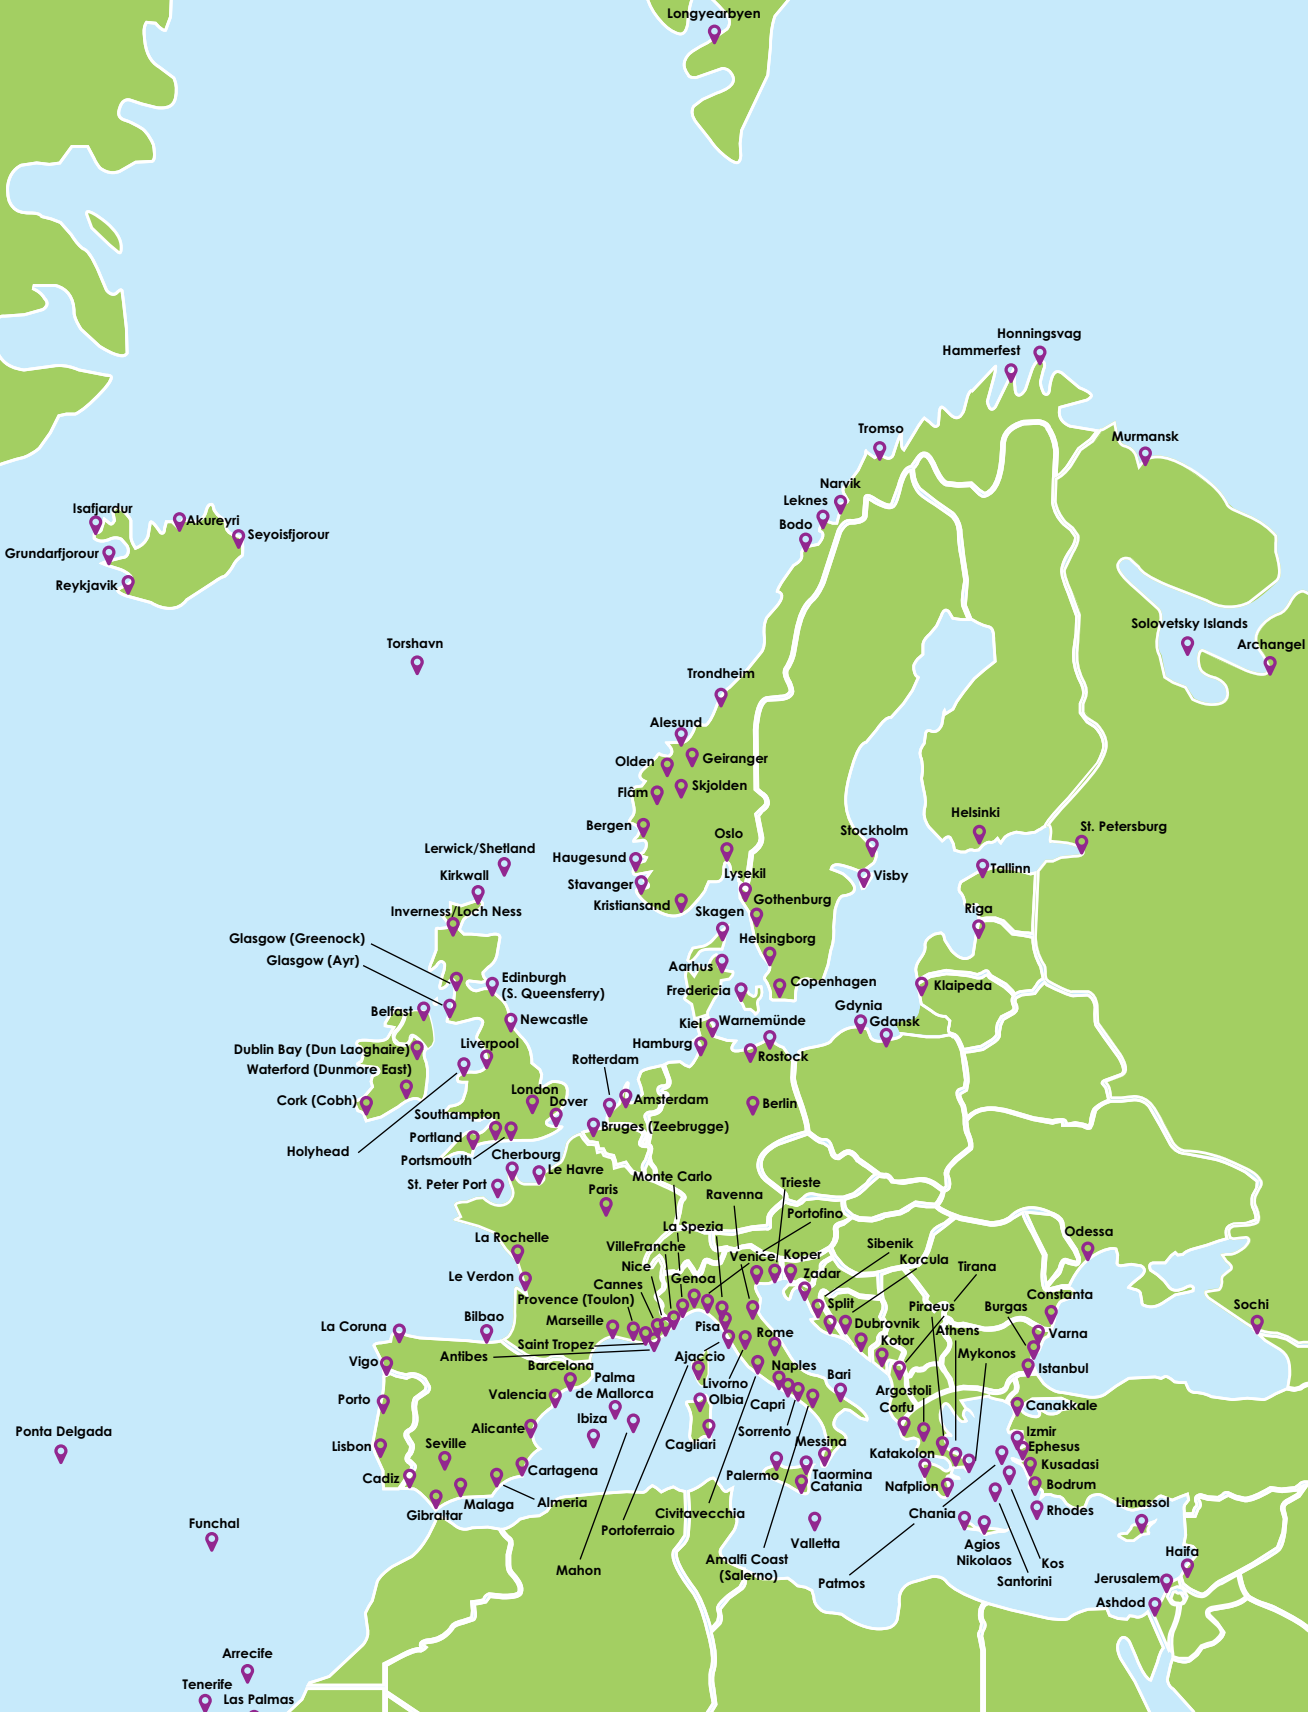 Longyearbyen
Honningsvag
Hammerfest
Tromso
Murmansk
Narvik
Leknes
Bodo
Isafjardur
Akureyri
Seyoisfjorour
Grundarfjorour
Reykjavik
Torshavn
Solovetsky Islands
Archangel
Trondheim
Alesund
Geiranger
Olden
Skjolden
Flåm
Bergen
Oslo
Stockholm
Helsinki
St. Petersburg
Lerwick/Shetland
Haugesund
Tallinn
Kirkwall
Stavanger
Lysekil
Visby
Kristiansand
Gothenburg
Inverness/Loch Ness
Skagen
Riga
Glasgow (Greenock)
Helsingborg
Glasgow (Ayr)
Aarhus
Edinburgh
(S. Queensferry)
Fredericia
Copenhagen
Klaipeda
Belfast
Newcastle
Kiel
Warnemünde
Gdynia
Gdansk
Dublin Bay (Dun Laoghaire)
Liverpool
Hamburg
Rostock
Waterford (Dunmore East)
Rotterdam
London
Dover
Amsterdam
Berlin
Cork (Cobh)
Southampton
Bruges (Zeebrugge)
Portland
Holyhead
Portsmouth
Cherbourg
Le Havre
Monte Carlo
St. Peter Port
Paris
Ravenna
Trieste
Portofino
La Spezia
La Rochelle
VilleFranche
Venice
Koper
Sibenik
Korcula
Odessa
Le Verdon
Nice
Genoa
Zadar
Tirana
Cannes
Provence (Toulon)
Split
Piraeus
Burgas
Constanta
Sochi
La Coruna
Bilbao
Marseille
Pisa
Rome
Dubrovnik
Athens
Varna
Saint Tropez
Kotor
Antibes
Ajaccio
Mykonos
Vigo
Barcelona
Naples
Istanbul
Palma
de Mallorca
Livorno
Bari
Argostoli
Valencia
Olbia
Capri
Corfu
Porto
Canakkale
Ponta Delgada
Ibiza
Alicante
Sorrento
Izmir
Lisbon
Seville
Cagliari
Messina
Katakolon
Ephesus
Cadiz
Cartagena
Palermo
Taormina
Kusadasi
Catania
Nafplion
Bodrum
Malaga
Almeria
Gibraltar
Civitavecchia
Chania
Rhodes
Limassol
Funchal
Portoferraio
Valletta
Agios
Nikolaos
Haifa
Mahon
Amalfi Coast
(Salerno)
Patmos
Kos
Santorini
Jerusalem
Ashdod
Arrecife
Tenerife
Las Palmas